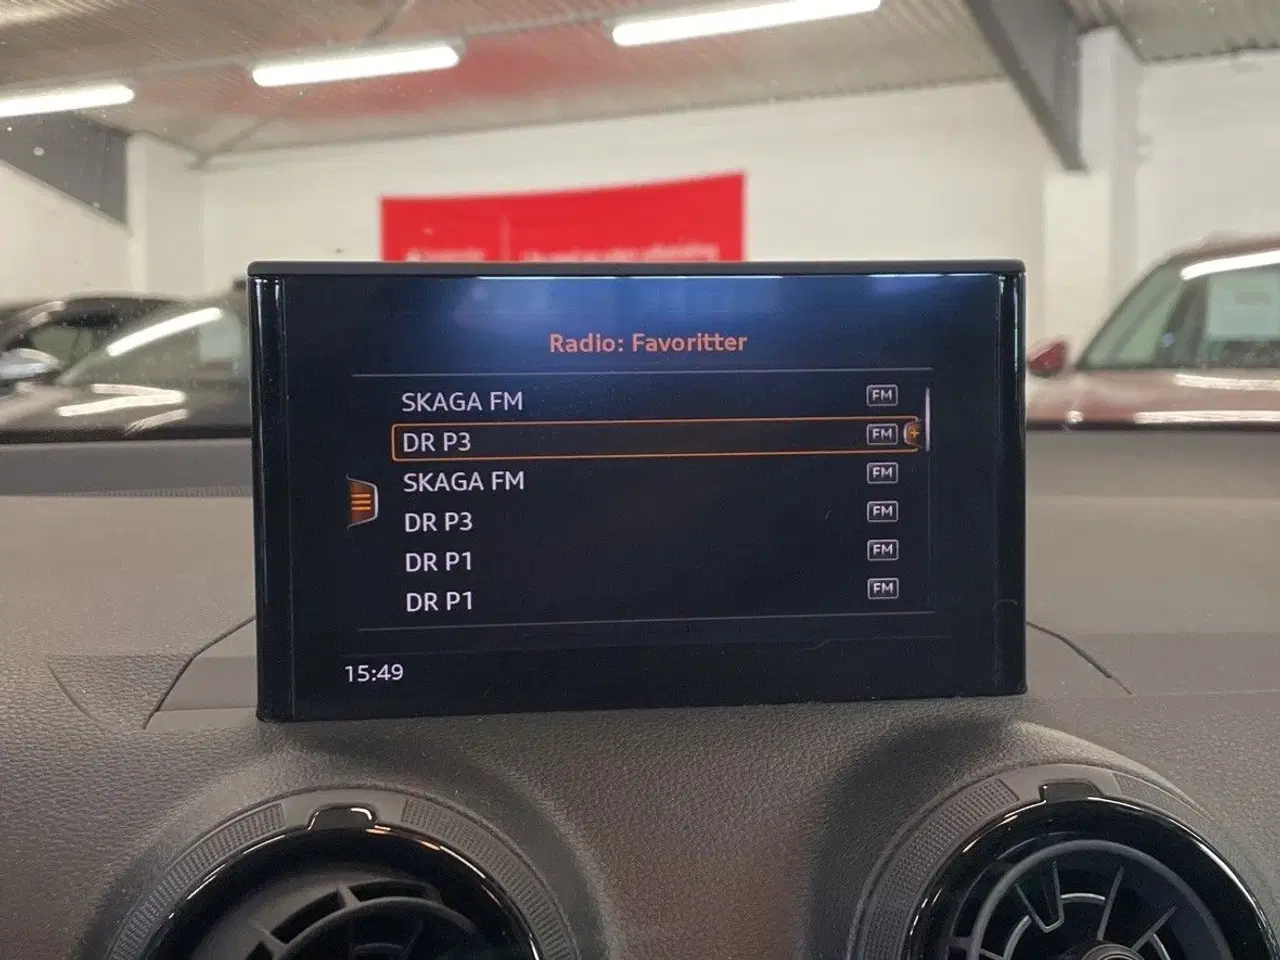 Radio: Favoritter
SKAGA FM FM
DR P3 FM
SKAGA FM FM
DR P3 FM
DR P1 FM
DR P1 FM
15:49